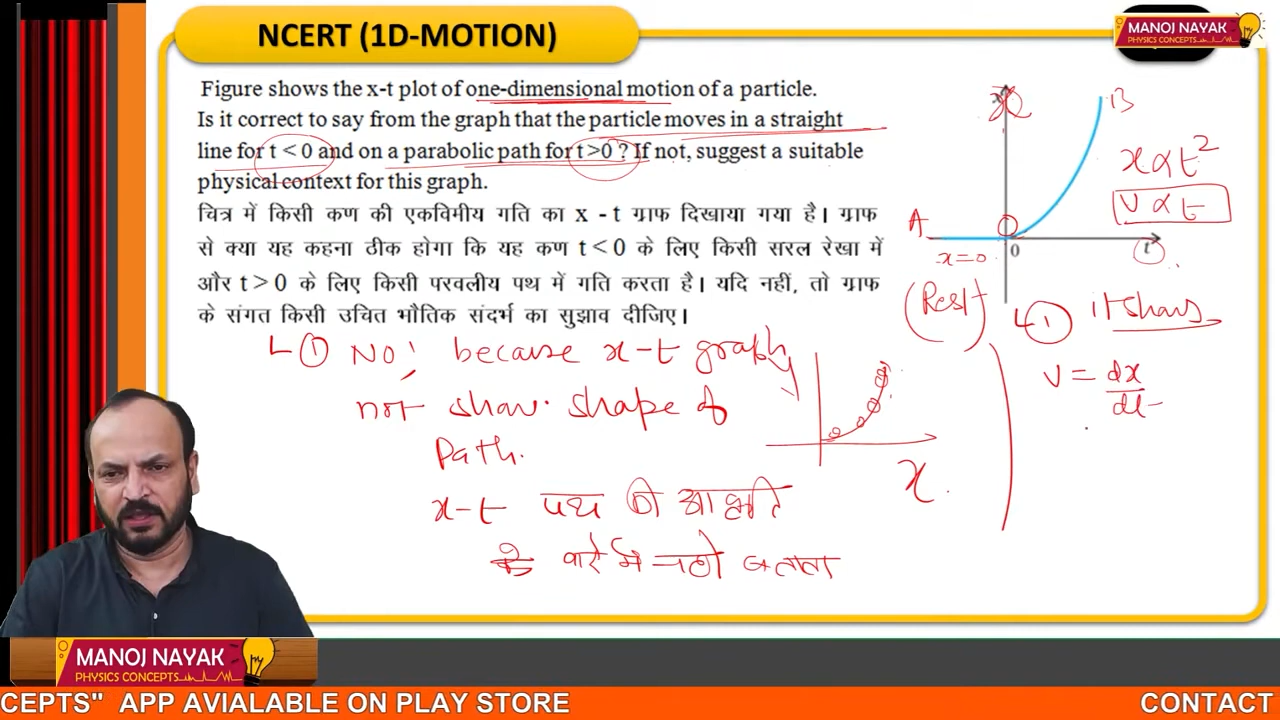 NCERT (1D-MOTION)
MANOJ NAYAK
PHYSICS CONCEPTS
Figure shows the x-t plot of one-dimensional motion of a particle.
Is it correct to say from the graph that the particle moves in a straight
line for t < 0 and on a parabolic path for t >0 ? If not, suggest a suitable
physical context for this graph.
चित्र में किसी कण की एकविमीय गति का x - t ग्राफ दिखाया गया है। ग्राफ
से क्या यह कहना ठीक होगा कि यह कण t < 0 के लिए किसी सरल रेखा में
और t > 0 के लिए किसी परवलीय पथ में गति करता है। यदि नहीं, तो ग्राफ
के संगत किसी उचित भौतिक संदर्भ का सुझाव दीजिए।
x
B
x ∝ t²
v ∝ t
A
x=0
0
t
(Rest)
① it shows
v = dx
dt
① NO! because x-t graph
not show shape of
Path.
x-t पथ की आकृति
के बारे में नही बताता
x
MANOJ NAYAK
PHYSICS CONCEPTS
CEPTS" APP AVIALABLE ON PLAY STORE
CONTACT